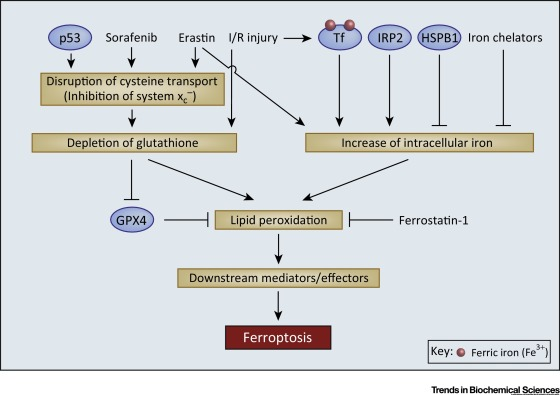 p53 Sorafenib Erastin I/R injury Tf IRP2 HSPB1 Iron chelators
Disruption of cysteine transport
(Inhibition of system xc−)
Depletion of glutathione
Increase of intracellular iron
GPX4 Lipid peroxidation Ferrostatin-1
Downstream mediators/effectors
Ferroptosis
Key: Ferric iron (Fe3+)
Trends in Biochemical Sciences